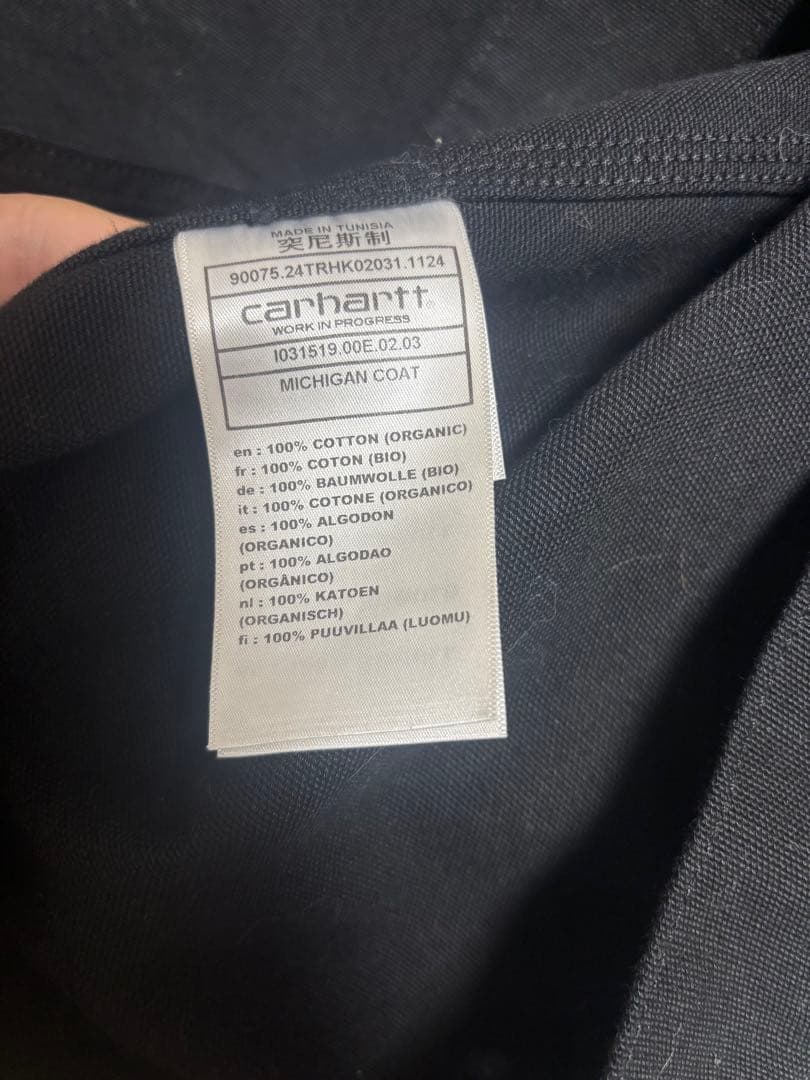 MADE IN TUNISIA
突尼斯制
90075.24TRHK02031.1124
carhartt
WORK IN PROGRESS
I031519.00E.02.03
MICHIGAN COAT
en : 100% COTTON (ORGANIC)
fr : 100% COTON (BIO)
de : 100% BAUMWOLLE (BIO)
it : 100% COTONE (ORGANICO)
es : 100% ALGODON
(ORGANICO)
pt : 100% ALGODAO
(ORGÂNICO)
nl : 100% KATOEN
(ORGANISCH)
fi : 100% PUUVILLAA (LUOMU)